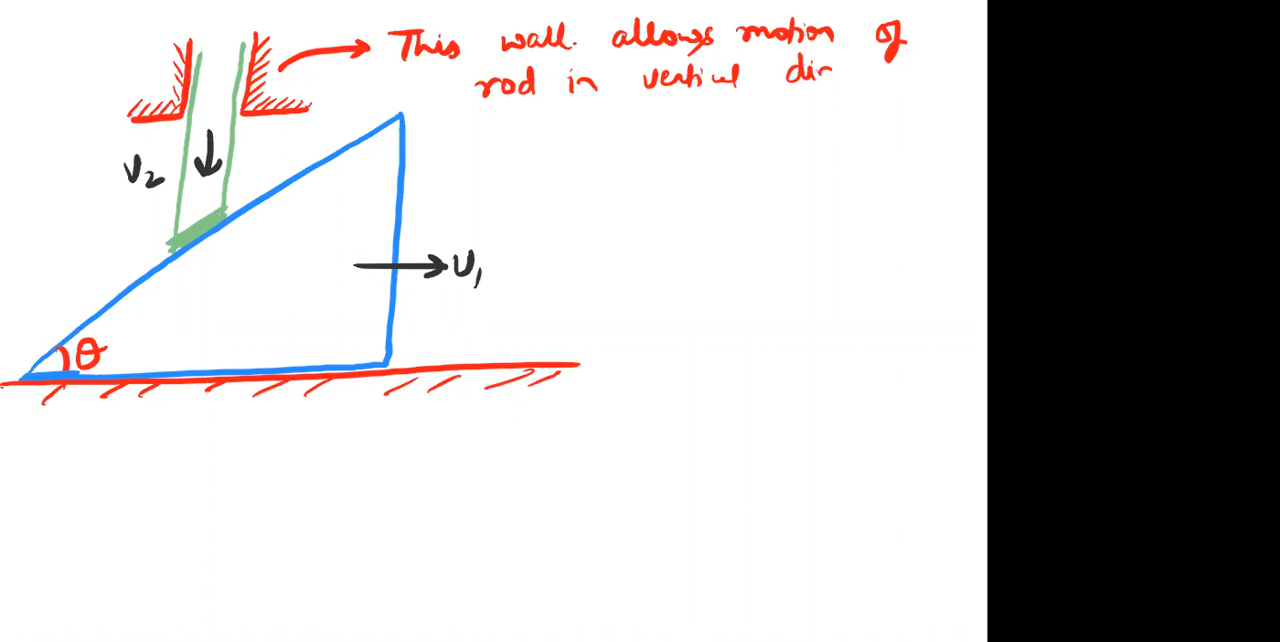 This wall. allows motion of
rod in vertical dir
V₂
V₁
θ